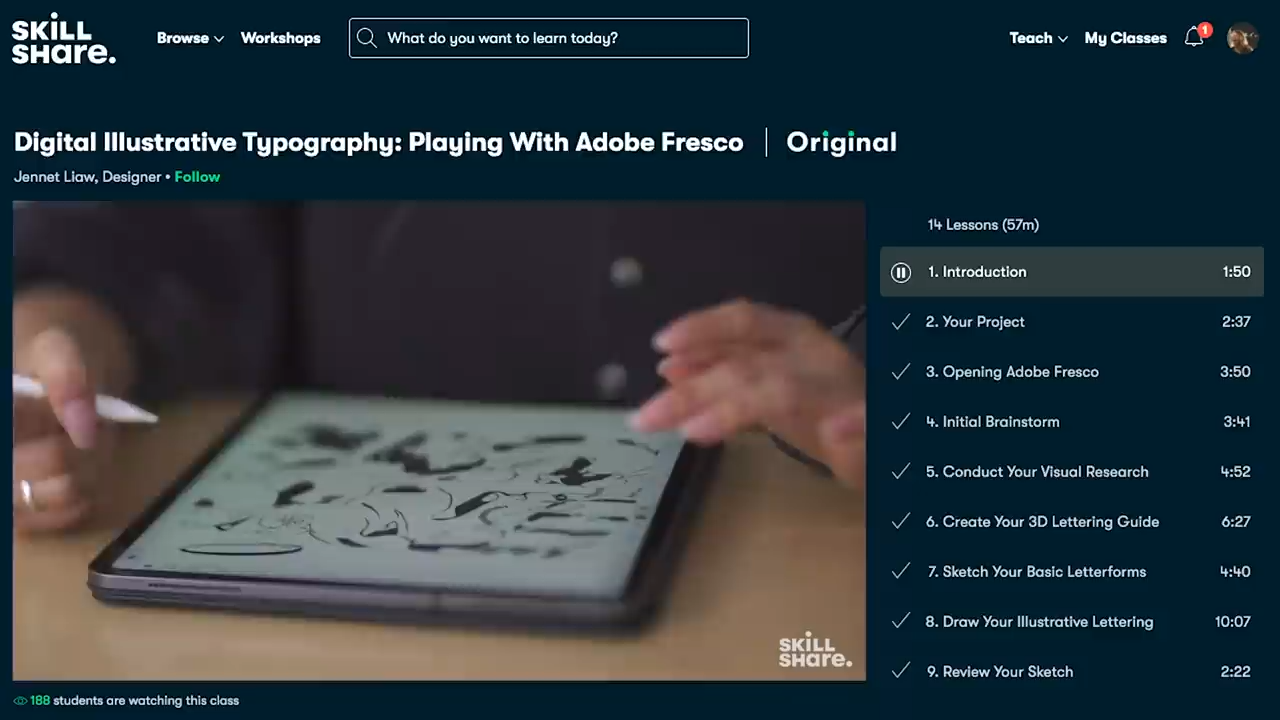 SKiLL
SHare.
Browse
Workshops
What do you want to learn today?
Teach
My Classes
1
Digital Illustrative Typography: Playing With Adobe Fresco | Original
Jennet Liaw, Designer • Follow
14 Lessons (57m)
1. Introduction 1:50
2. Your Project 2:37
3. Opening Adobe Fresco 3:50
4. Initial Brainstorm 3:41
5. Conduct Your Visual Research 4:52
6. Create Your 3D Lettering Guide 6:27
7. Sketch Your Basic Letterforms 4:40
8. Draw Your Illustrative Lettering 10:07
9. Review Your Sketch 2:22
SKiLL
SHare.
188 students are watching this class